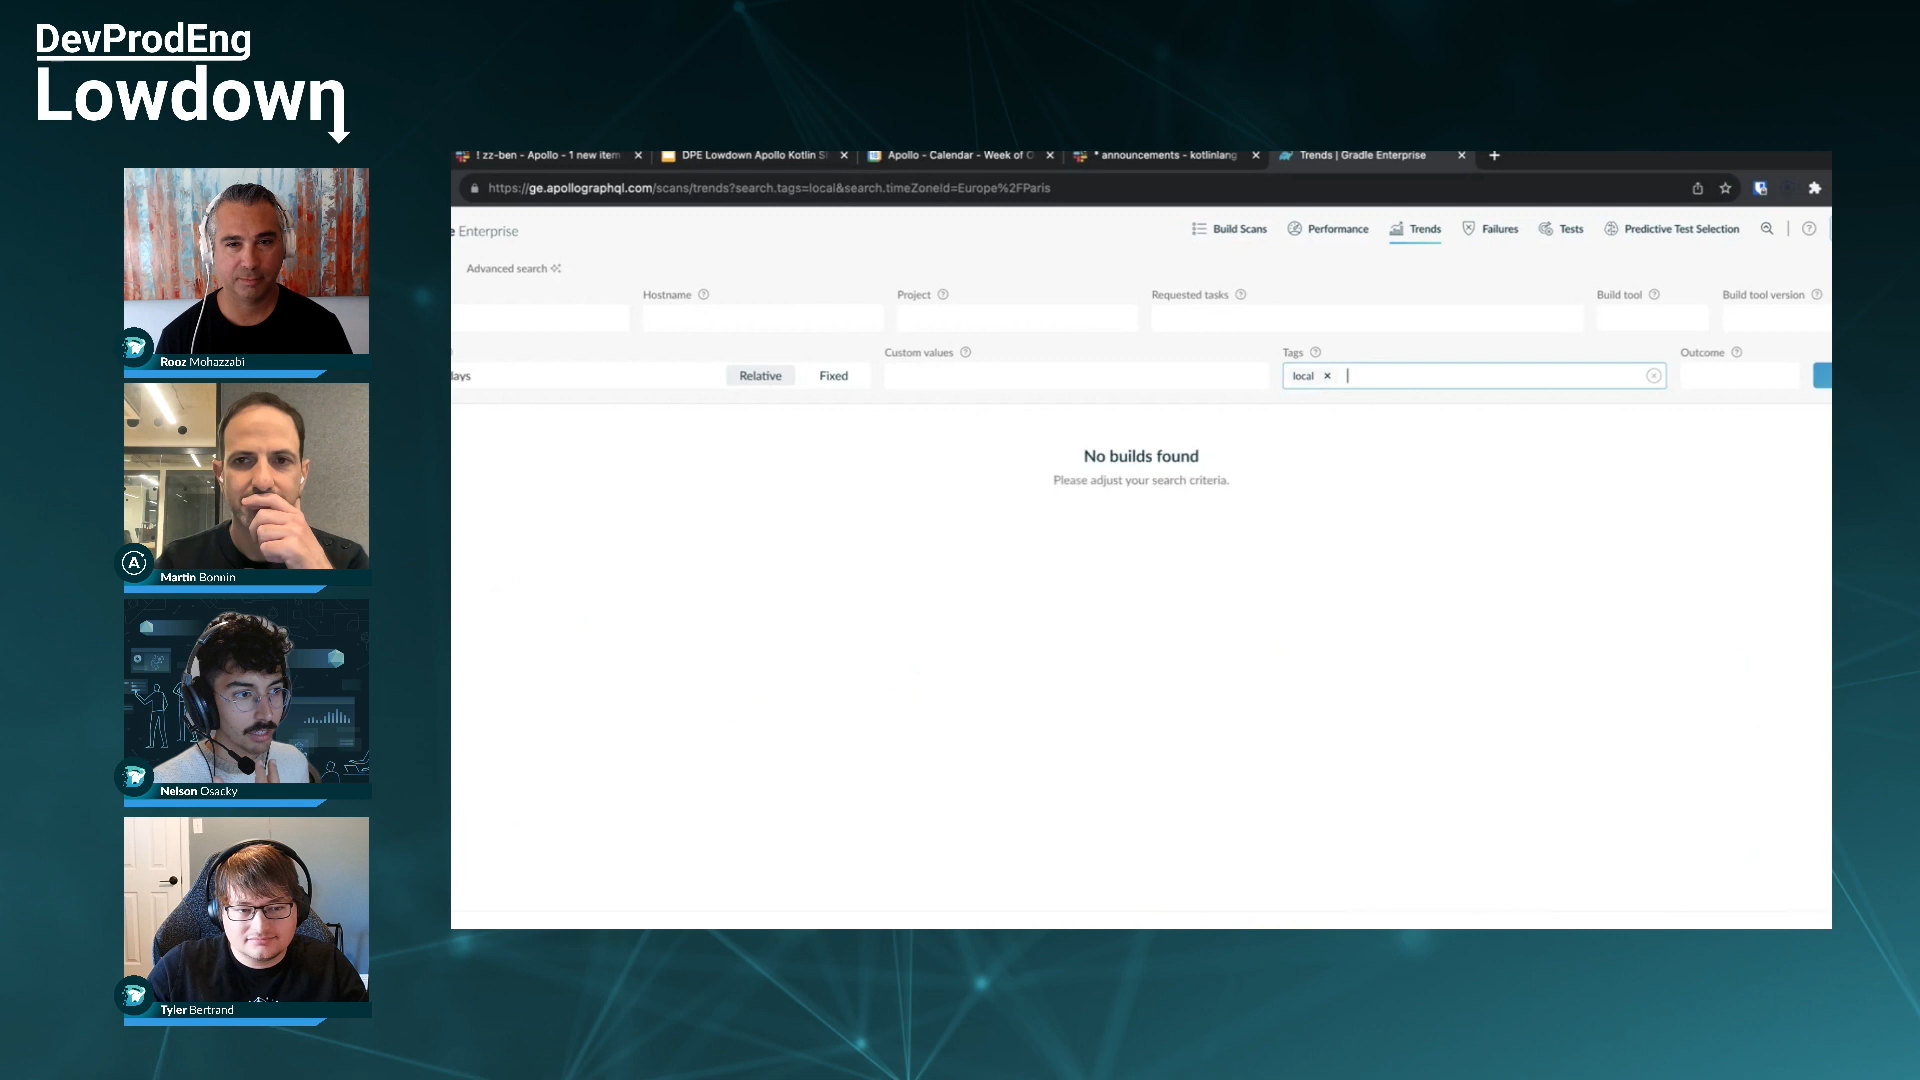 DevProdEng
Lowdown
Rooz Mohazzabi
Martin Bonnin
Nelson Osacky
Tyler Bertrand
! zz-ben - Apollo - 1 new item
DPE Lowdown Apollo Kotlin S
Apollo - Calendar - Week of O
* announcements - kotlinlang
Trends | Gradle Enterprise
https://ge.apollographql.com/scans/trends?search.tags=local&search.timeZoneId=Europe%2FParis
e Enterprise
Build Scans
Performance
Trends
Failures
Tests
Predictive Test Selection
Advanced search
Hostname
Project
Requested tasks
Build tool
Build tool version
Custom values
Tags
Outcome
days
Relative
Fixed
local
No builds found
Please adjust your search criteria.